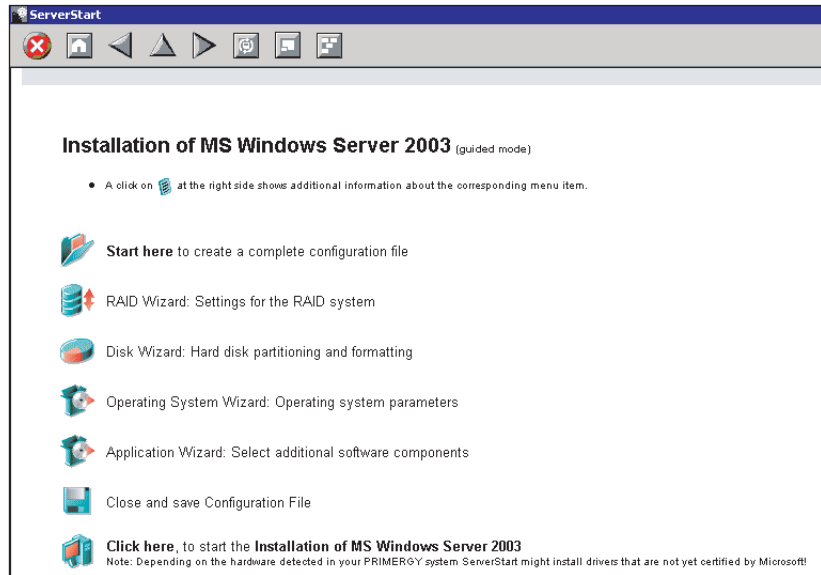 ServerStart
Installation of MS Windows Server 2003 (guided mode)
A click on at the right side shows additional information about the corresponding menu item.
Start here to create a complete configuration file
RAID Wizard: Settings for the RAID system
Disk Wizard: Hard disk partitioning and formatting
Operating System Wizard: Operating system parameters
Application Wizard: Select additional software components
Close and save Configuration File
Click here, to start the Installation of MS Windows Server 2003
Note: Depending on the hardware detected in your PRIMERGY system ServerStart might install drivers that are not yet certified by Microsoft!